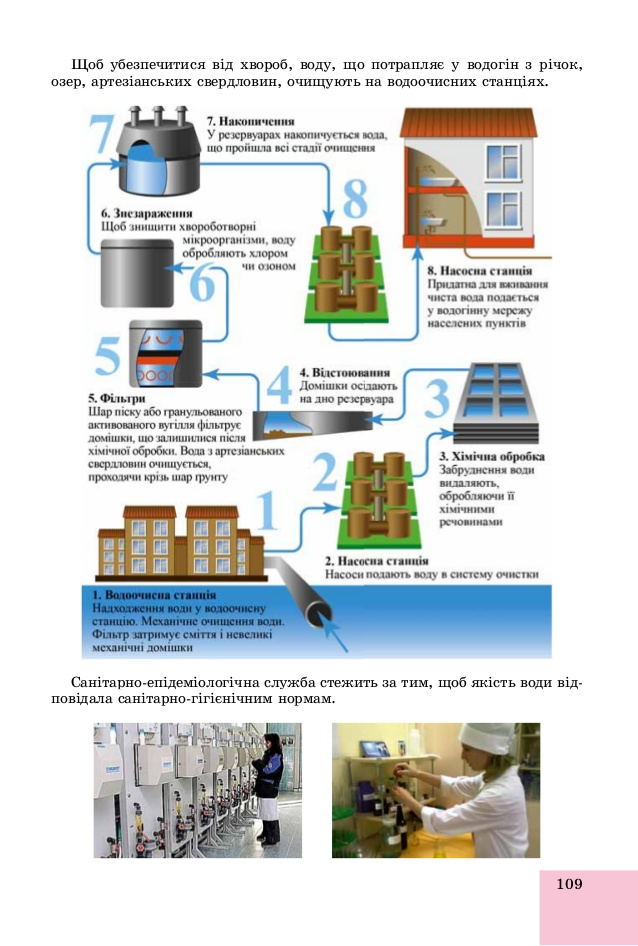 Щоб убезпечитися від хвороб, воду, що потрапляє у водогін з річок,
озер, артезіанських свердловин, очищують на водоочисних станціях.
7
7. Накопичення
У резервуарах накопичується вода,
що пройшла всі стадії очищення
8
6. Знезараження
Щоб знищити хвороботворні
мікроорганізми, воду
обробляють хлором
чи озоном
6
8. Насосна станція
Придатна для вживання
чиста вода подається
у водогінну мережу
населених пунктів
5
4
4. Відстоювання
Домішки осідають
на дно резервуара
3
5. Фільтри
Шар піску або гранульованого
активованого вугілля фільтрує
домішки, що залишилися після
хімічної обробки. Вода з артезіанських
свердловин очищується,
проходячи крізь шар ґрунту
3. Хімічна обробка
Забруднення води
видаляють,
обробляючи її
хімічними
речовинами
2
1
2. Насосна станція
Насоси подають воду в систему очистки
1. Водоочисна станція
Надходження води у водоочисну
станцію. Механічне очищення води.
Фільтр затримує сміття і невеликі
механічні домішки
Санітарно-епідеміологічна служба стежить за тим, щоб якість води від-
повідала санітарно-гігієнічним нормам.
109